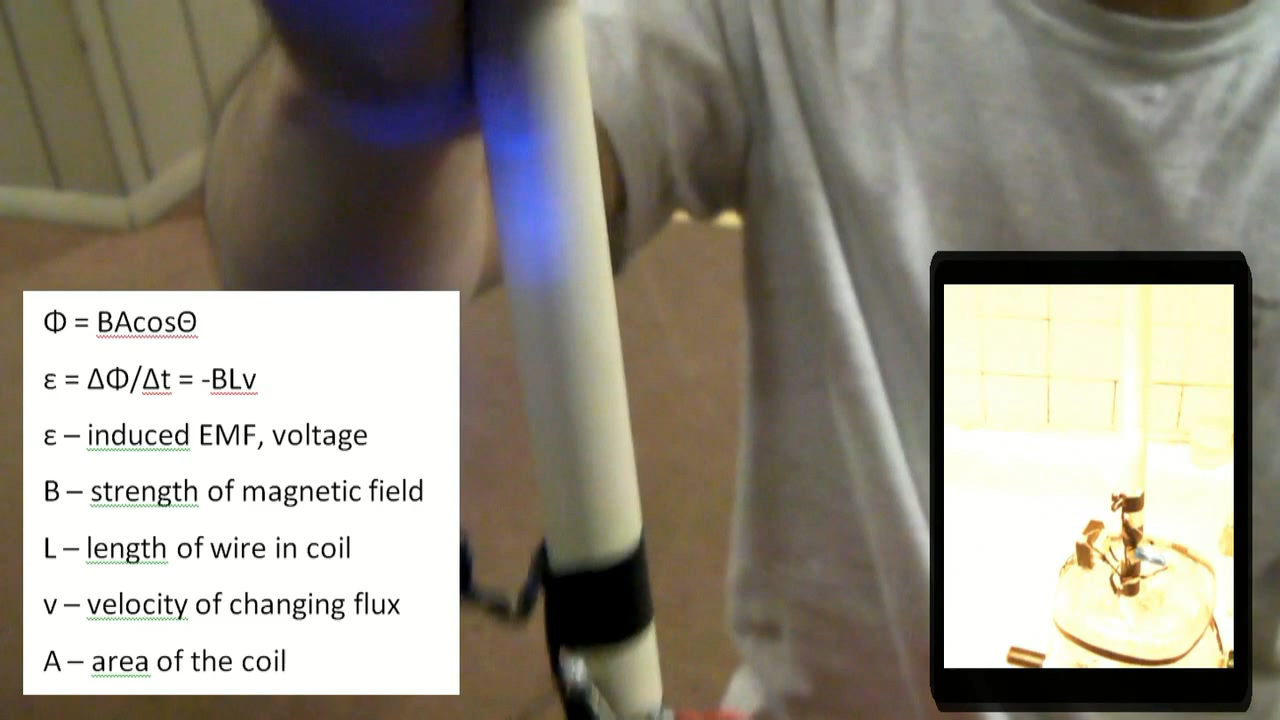 Φ = BAcosΘ
ε = ΔΦ/Δt = -BLv
ε – induced EMF, voltage
B – strength of magnetic field
L – length of wire in coil
v – velocity of changing flux
A – area of the coil